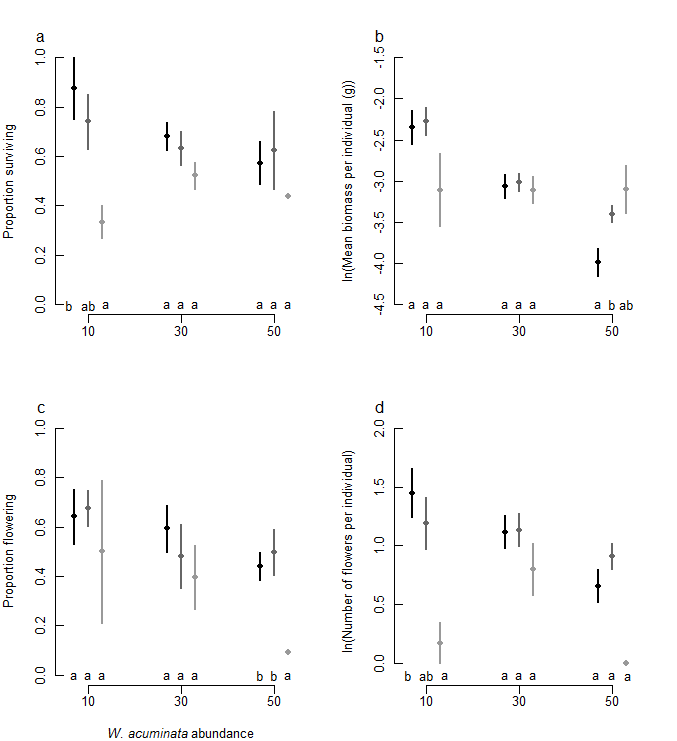 a
Proportion surviving
1.0
0.8
0.6
0.4
0.2
0.0
b ab a a a a a a a
10 30 50
b
ln(Mean biomass per individual (g))
-1.5
-2.0
-2.5
-3.0
-3.5
-4.0
-4.5
a a a a a a a b ab
10 30 50
c
Proportion flowering
1.0
0.8
0.6
0.4
0.2
0.0
a a a a a a b b a
10 30 50
W. acuminata abundance
d
ln(Number of flowers per individual)
2.0
1.5
1.0
0.5
0.0
b ab a a a a a a a
10 30 50